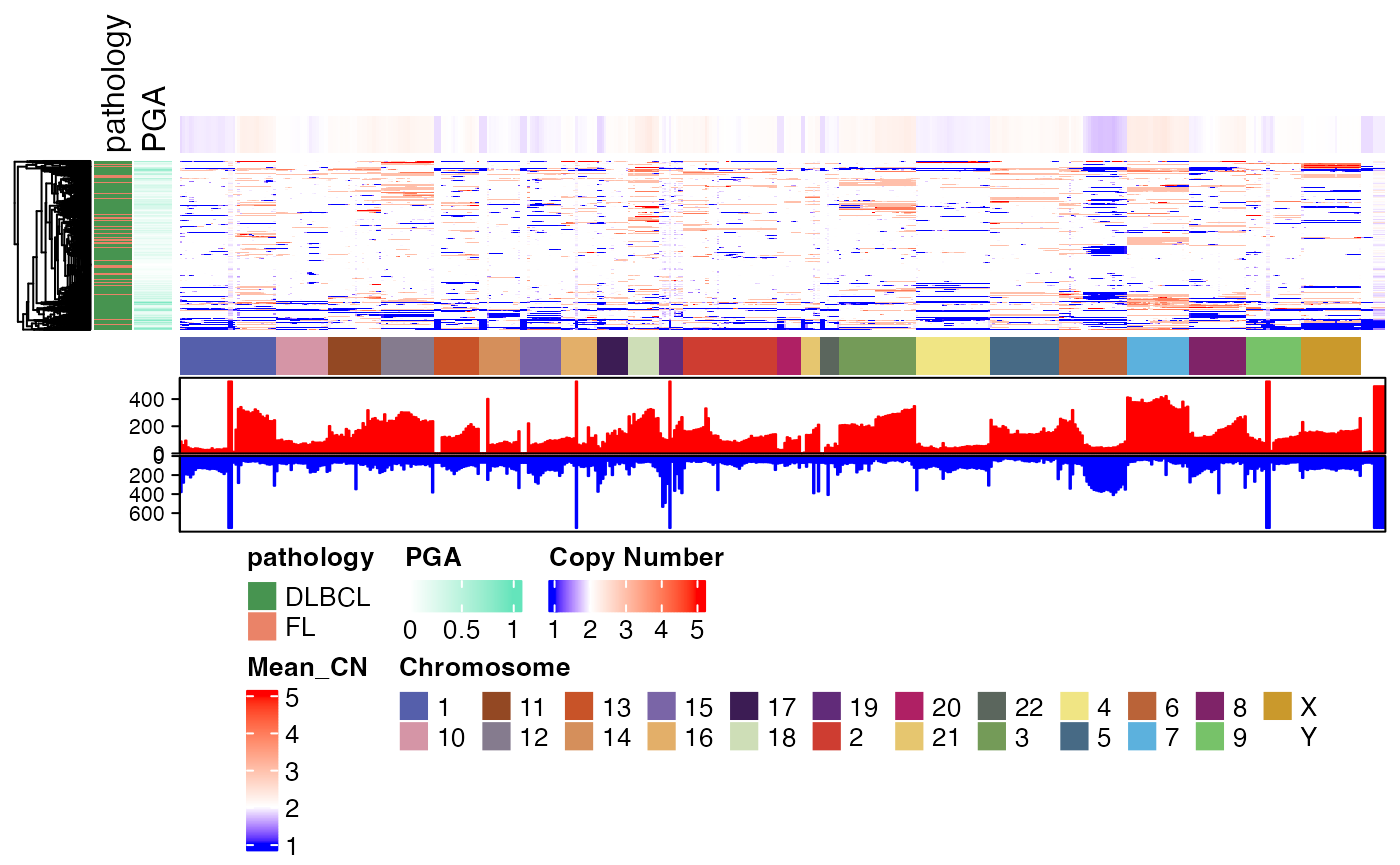 pathology
PGA
400
200
0
0
200
400
600
pathology PGA Copy Number
DLBCL
FL
0 0.5 1
1 2 3 4 5
Mean_CN Chromosome
5
4
3
2
1
1 11 13 15 17 19 20 22 4 6 8 X
10 12 14 16 18 2 21 3 5 7 9 Y